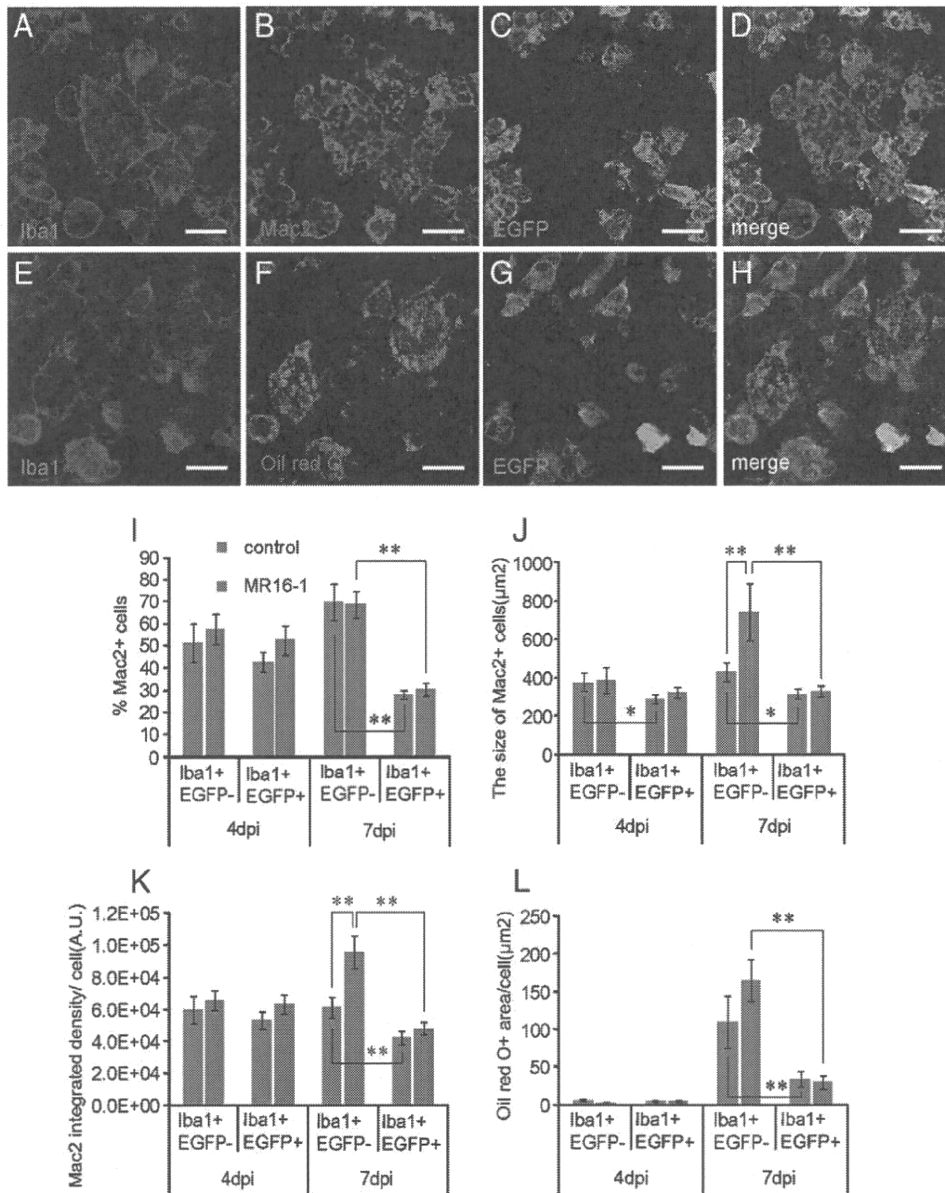 A B C D
Iba1 Mac2 EGFP merge
E F G H
Iba1 Oil red O EGFP merge
I
control
MR16-1
**
**
% Mac2+ cells
90
80
70
60
50
40
30
20
10
0
Iba1+ Iba1+ Iba1+ Iba1+
EGFP- EGFP+ EGFP- EGFP+
4dpi 7dpi
J
** **
* *
The size of Mac2+ cells(µm2)
1000
800
600
400
200
0
Iba1+ Iba1+ Iba1+ Iba1+
EGFP- EGFP+ EGFP- EGFP+
4dpi 7dpi
K
** **
**
Mac2 integrated density/ cell(A.U.)
1.2E+05
1.0E+05
8.0E+04
6.0E+04
4.0E+04
2.0E+04
0.0E+00
Iba1+ Iba1+ Iba1+ Iba1+
EGFP- EGFP+ EGFP- EGFP+
4dpi 7dpi
L
**
**
Oil red O+ area/cell(µm2)
250
200
150
100
50
0
Iba1+ Iba1+ Iba1+ Iba1+
EGFP- EGFP+ EGFP- EGFP+
4dpi 7dpi